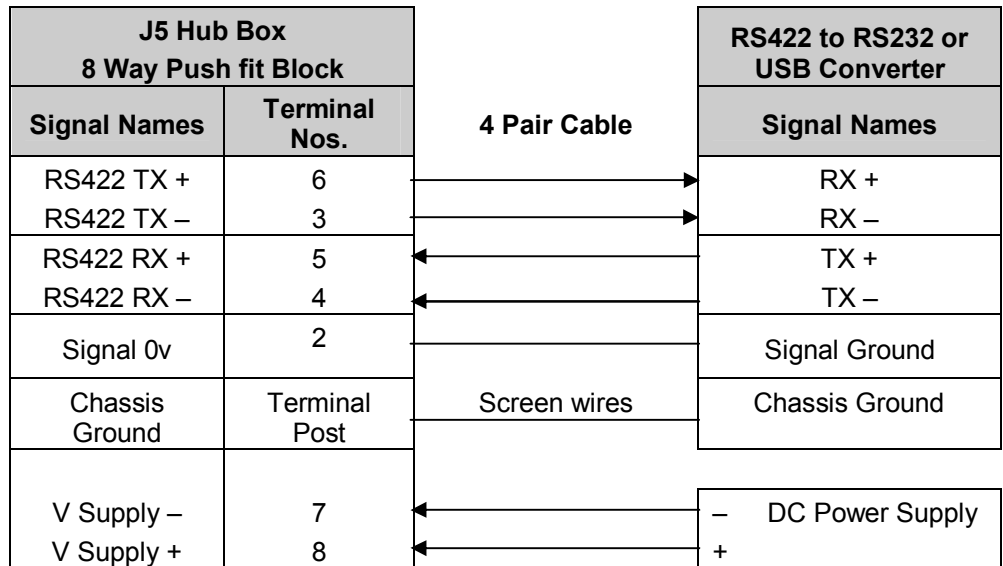 J5 Hub Box
8 Way Push fit Block
RS422 to RS232 or
USB Converter
Signal Names
Terminal
Nos.
4 Pair Cable
Signal Names
RS422 TX + 6 RX +
RS422 TX – 3 RX –
RS422 RX + 5 TX +
RS422 RX – 4 TX –
Signal 0v 2 Signal Ground
Chassis
Ground
Terminal
Post
Screen wires
Chassis Ground
V Supply – 7 – DC Power Supply
V Supply + 8 +